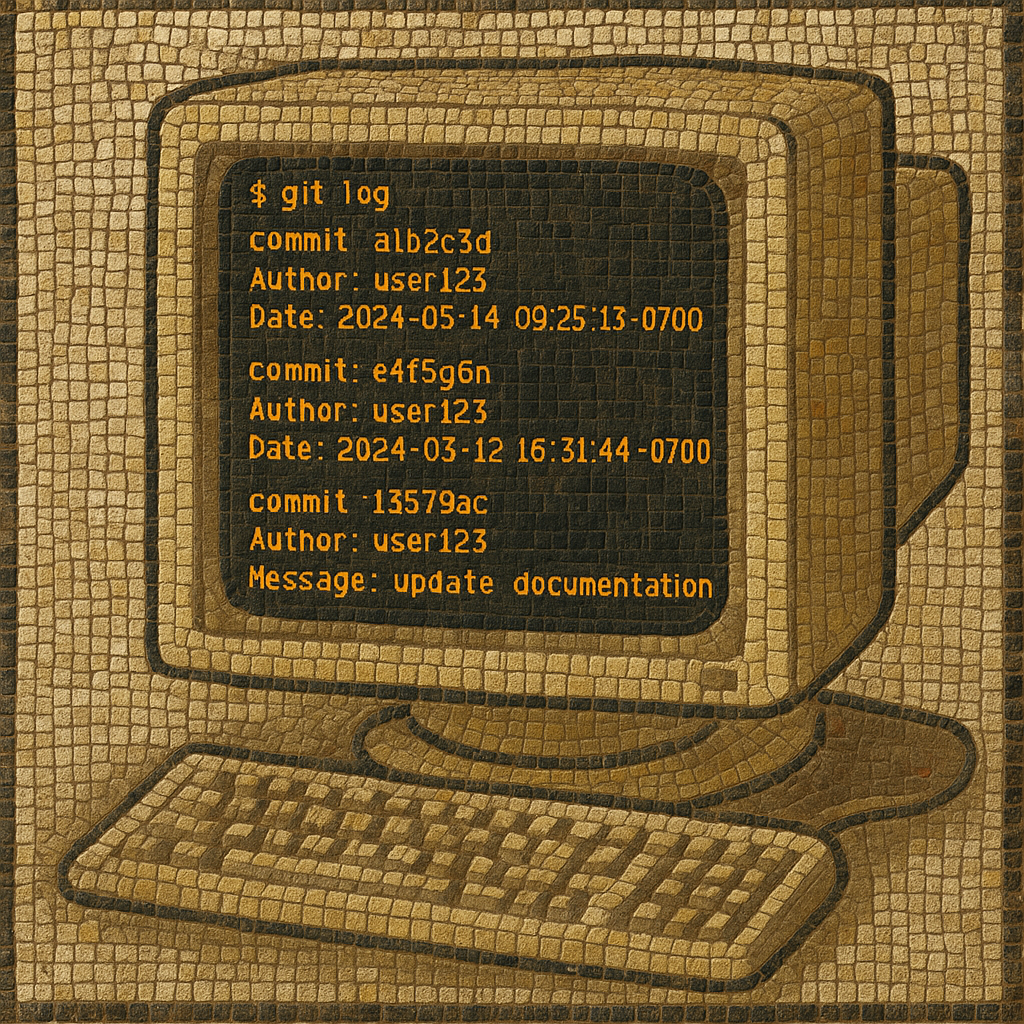 $ git log
commit a1b2c3d
Author: user123
Date: 2024-05-14 09:25:13-0700
commit: e4f5g6n
Author: user123
Date: 2024-03-12 16:31:44-0700
commit 13579ac
Author: user123
Message: update documentation